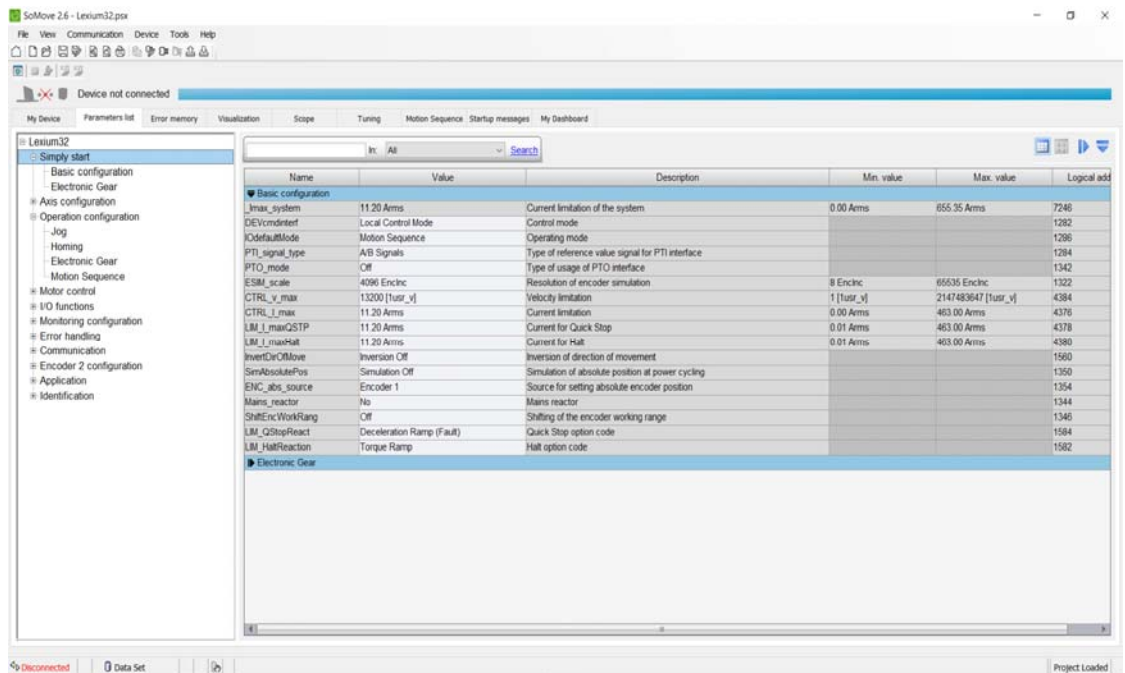 SoMove 2.6 - Lexium32.psx
File View Communication Device Tools Help
Device not connected
My Device Parameters list Error memory Visualization Scope Tuning Motion Sequence Startup messages My Dashboard
Lexium32
Simply start
Basic configuration
Electronic Gear
Axis configuration
Operation configuration
Jog
Homing
Electronic Gear
Motion Sequence
Motor control
I/O functions
Monitoring configuration
Error handling
Communication
Encoder 2 configuration
Application
Identification
In: All Search
Name Value Description Min. value Max. value Logical add
Basic configuration
_Imax_system 11.20 Arms Current limitation of the system 0.00 Arms 655.35 Arms 7246
DEVcmdinterf Local Control Mode Control mode 1282
IOdefaultMode Motion Sequence Operating mode 1286
PTI_signal_type A/B Signals Type of reference value signal for PTI interface 1284
PTO_mode Off Type of usage of PTO interface 1342
ESIM_scale 4096 EncInc Resolution of encoder simulation 8 EncInc 65535 EncInc 1322
CTRL_v_max 13200 [1usr_v] Velocity limitation 1 [1usr_v] 2147483647 [1usr_v] 4384
CTRL_I_max 11.20 Arms Current limitation 0.00 Arms 463.00 Arms 4376
LIM_I_maxQSTP 11.20 Arms Current for Quick Stop 0.01 Arms 463.00 Arms 4378
LIM_I_maxHalt 11.20 Arms Current for Halt 0.01 Arms 463.00 Arms 4380
InvertDirOfMove Inversion Off Inversion of direction of movement 1560
SimAbsolutePos Simulation Off Simulation of absolute position at power cycling 1350
ENC_abs_source Encoder 1 Source for setting absolute encoder position 1354
Mains_reactor No Mains reactor 1344
ShiftEncWorkRang Off Shifting of the encoder working range 1346
LIM_QStopReact Deceleration Ramp (Fault) Quick Stop option code 1584
LIM_HaltReaction Torque Ramp Halt option code 1582
Electronic Gear
Disconnected Data Set Project Loaded